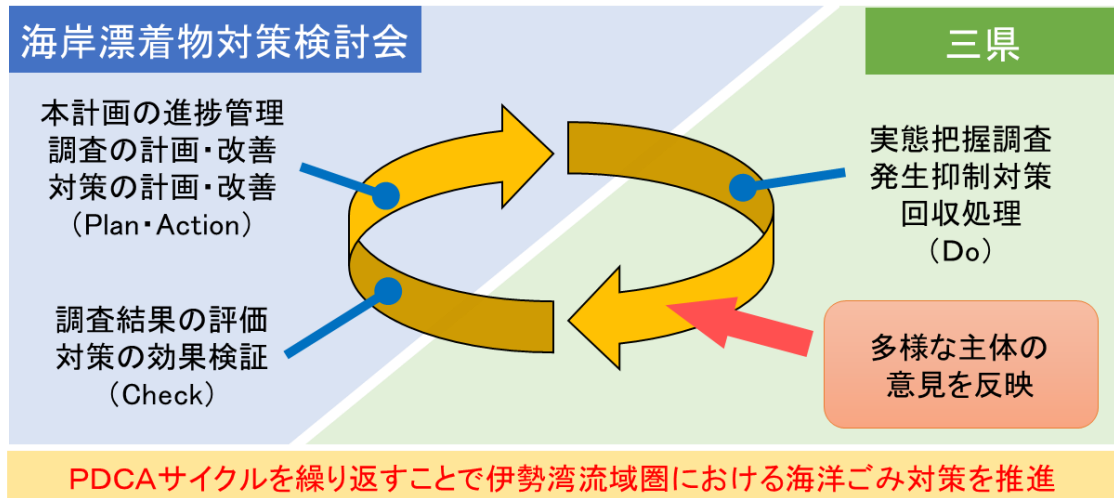 海岸漂着物対策検討会
三県
本計画の進捗管理
調査の計画・改善
対策の計画・改善
(Plan・Action)
実態把握調査
発生抑制対策
回収処理
(Do)
調査結果の評価
対策の効果検証
(Check)
多様な主体の
意見を反映
PDCAサイクルを繰り返すことで伊勢湾流域圏における海洋ごみ対策を推進